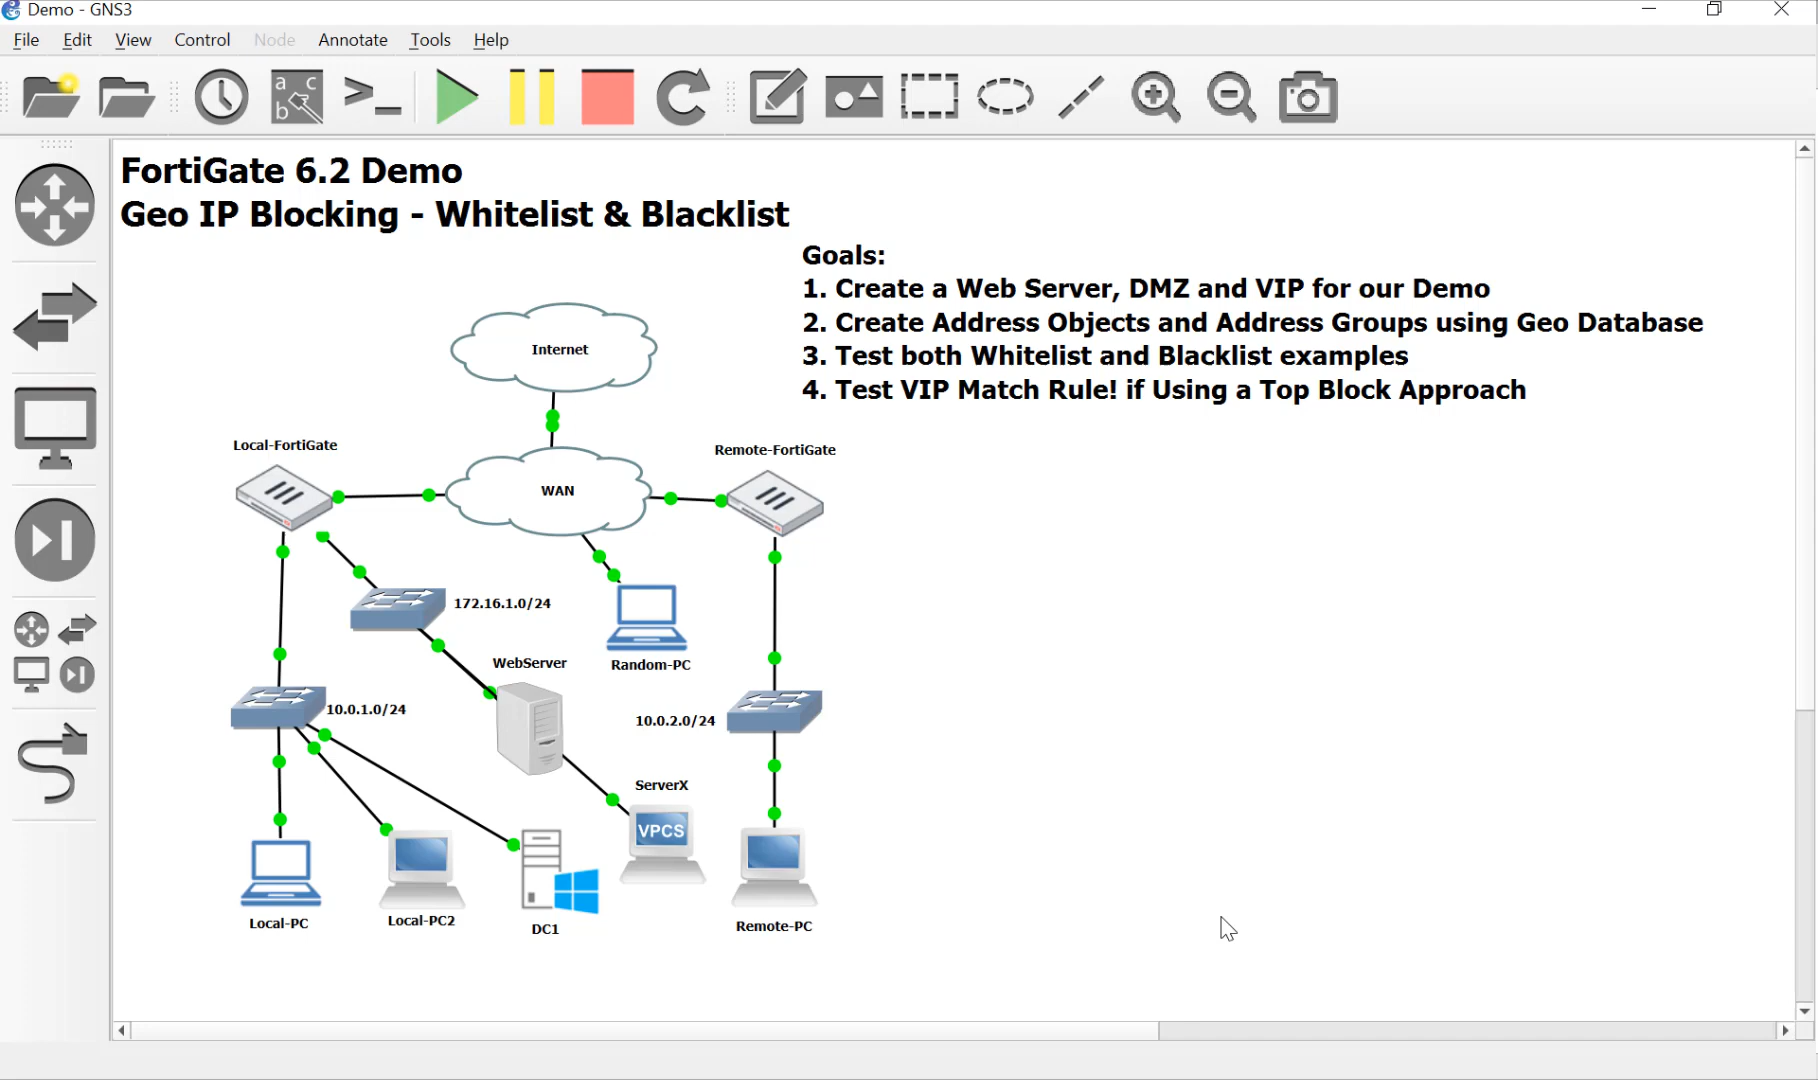 Demo - GNS3
File Edit View Control Node Annotate Tools Help
a c
b
>_
FortiGate 6.2 Demo
Geo IP Blocking - Whitelist & Blacklist
Goals:
1. Create a Web Server, DMZ and VIP for our Demo
2. Create Address Objects and Address Groups using Geo Database
3. Test both Whitelist and Blacklist examples
4. Test VIP Match Rule! if Using a Top Block Approach
Internet
Local-FortiGate
Remote-FortiGate
WAN
172.16.1.0/24
WebServer
Random-PC
10.0.1.0/24
10.0.2.0/24
ServerX
VPCS
Local-PC
Local-PC2
DC1
Remote-PC